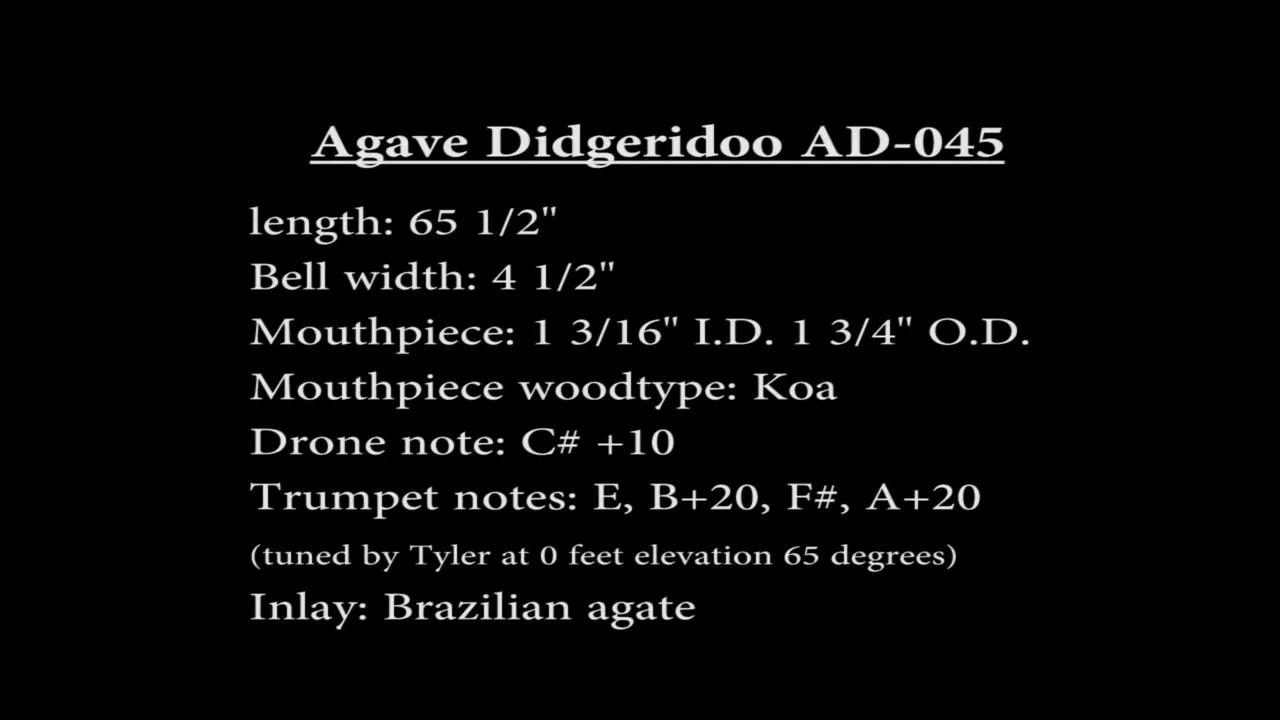 Agave Didgeridoo AD-045
length: 65 1/2"
Bell width: 4 1/2"
Mouthpiece: 1 3/16" I.D. 1 3/4" O.D.
Mouthpiece woodtype: Koa
Drone note: C# +10
Trumpet notes: E, B+20, F#, A+20
(tuned by Tyler at 0 feet elevation 65 degrees)
Inlay: Brazilian agate